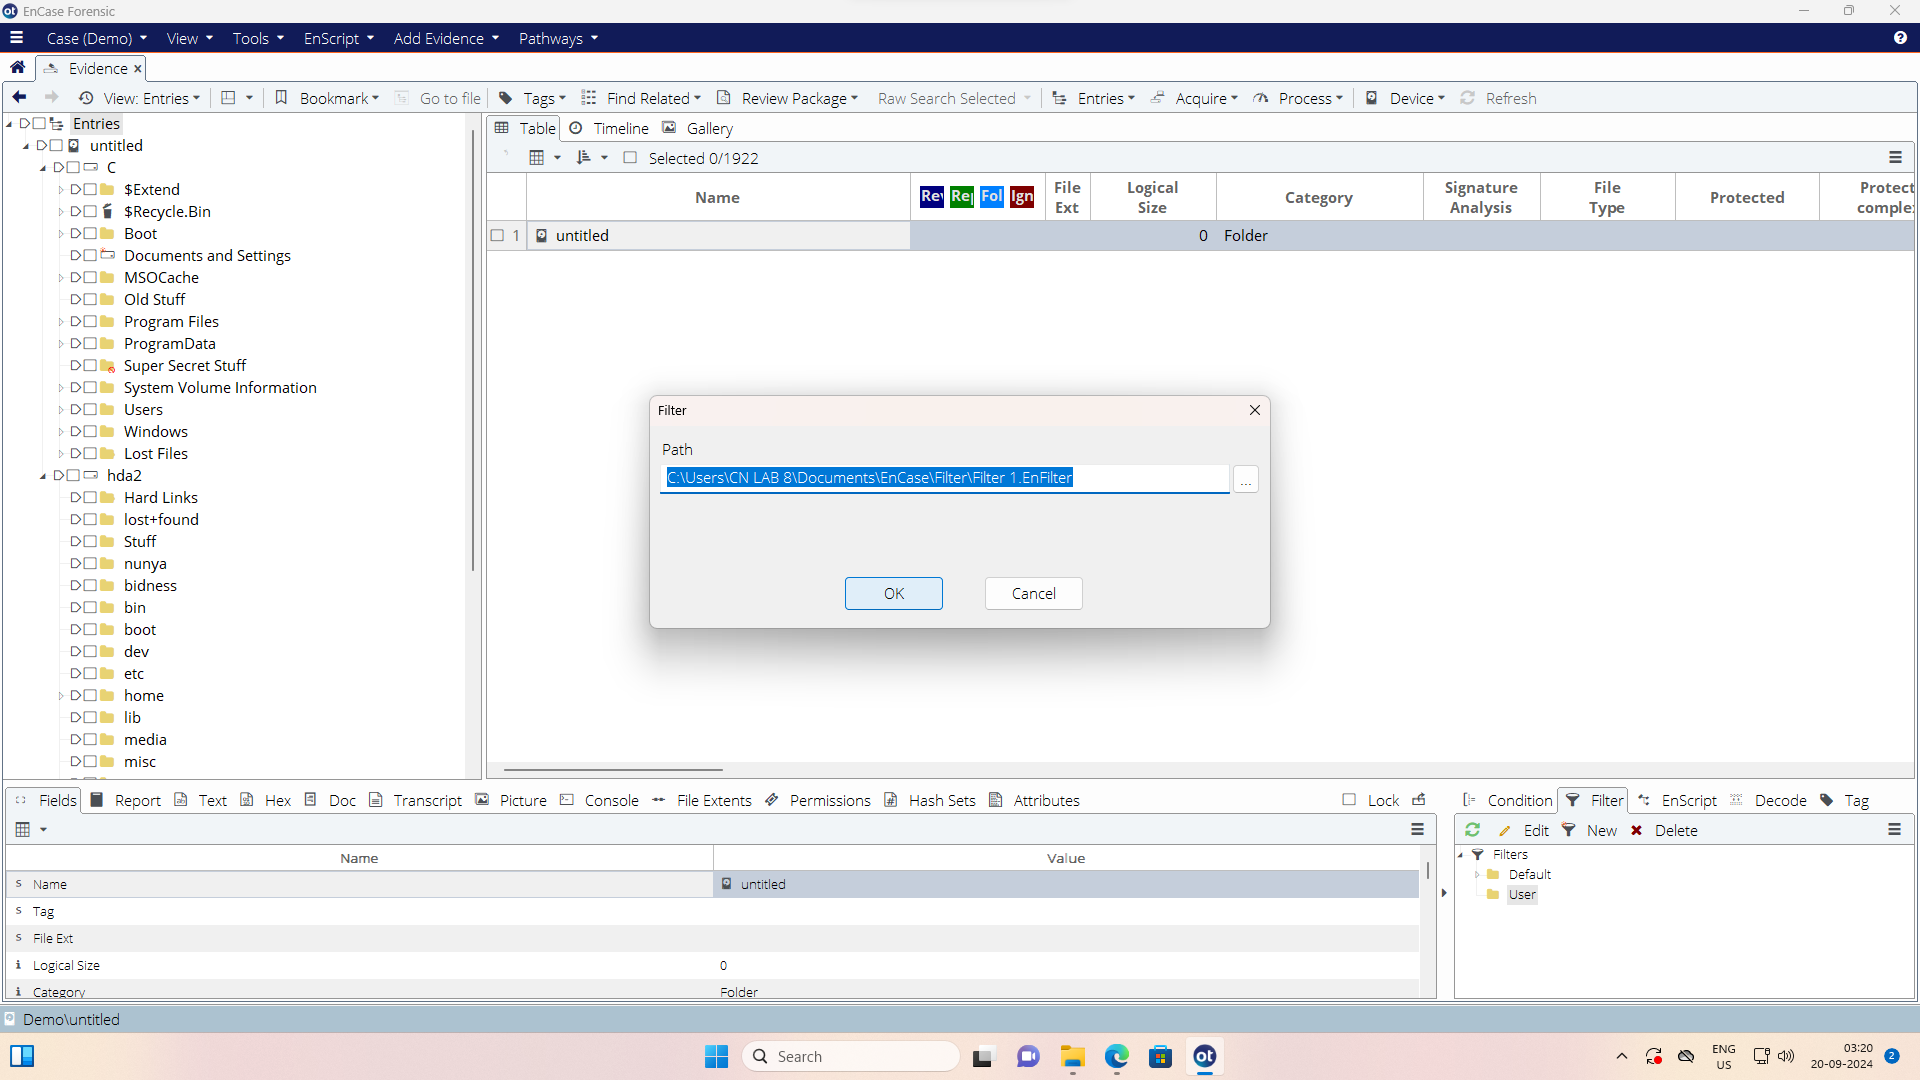 EnCase Forensic
Case (Demo) View Tools EnScript Add Evidence Pathways
Evidence
View: Entries Bookmark Go to file Tags Find Related Review Package Raw Search Selected Entries Acquire Process Device Refresh
Entries
untitled
C
$Extend
$Recycle.Bin
Boot
Documents and Settings
MSOCache
Old Stuff
Program Files
ProgramData
Super Secret Stuff
System Volume Information
Users
Windows
Lost Files
hda2
Hard Links
lost+found
Stuff
nunya
bidness
bin
boot
dev
etc
home
lib
media
misc
Table Timeline Gallery
Selected 0/1922
Name Rev Rep Fol Ign File Ext Logical Size Category Signature Analysis File Type Protected Protect comple
1 untitled 0 Folder
Filter
Path
C:\Users\CN LAB 8\Documents\EnCase\Filter\Filter 1.EnFilter
...
OK Cancel
Fields Report Text Hex Doc Transcript Picture Console File Extents Permissions Hash Sets Attributes Lock
Name Value
S Name untitled
S Tag
S File Ext
i Logical Size 0
i Category Folder
Condition Filter EnScript Decode Tag
Edit New Delete
Filters
Default
User
Demo\untitled
Search
ot
ENG
US
03:20
20-09-2024
2